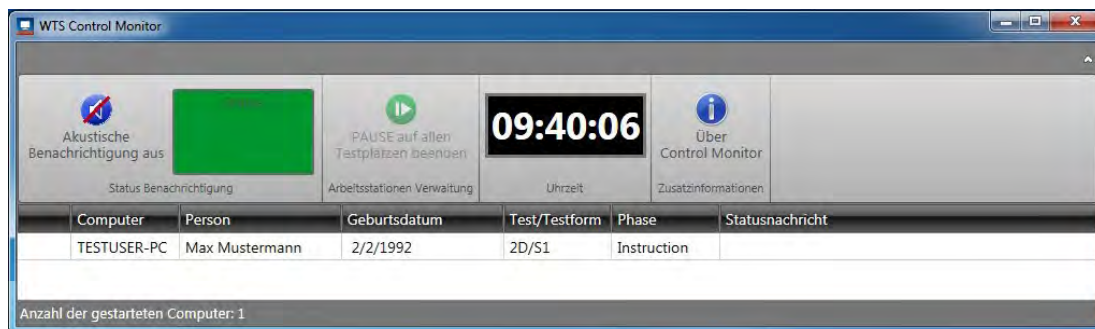 WTS Control Monitor
Akustische
Benachrichtigung aus
Status Benachrichtigung
PAUSE auf allen
Testplätzen beenden
Arbeitsstationen Verwaltung
09:40:06
Uhrzeit
Über
Control Monitor
Zusatzinformationen
Computer Person Geburtsdatum Test/Testform Phase Statusnachricht
TESTUSER-PC Max Mustermann 2/2/1992 2D/S1 Instruction
Anzahl der gestarteten Computer: 1